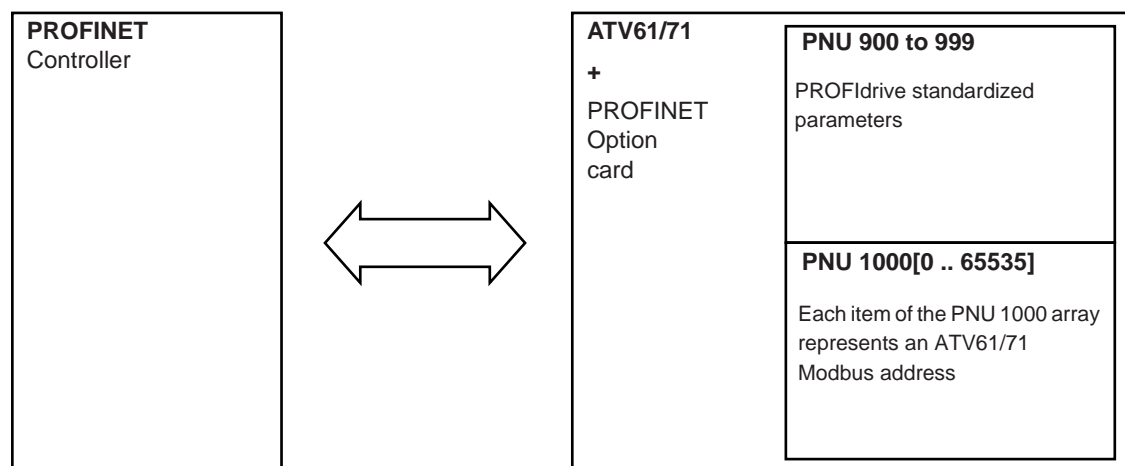 PROFINET
Controller
ATV61/71
+
PROFINET
Option
card
PNU 900 to 999
PROFIdrive standardized
parameters
PNU 1000[0 .. 65535]
Each item of the PNU 1000 array
represents an ATV61/71
Modbus address